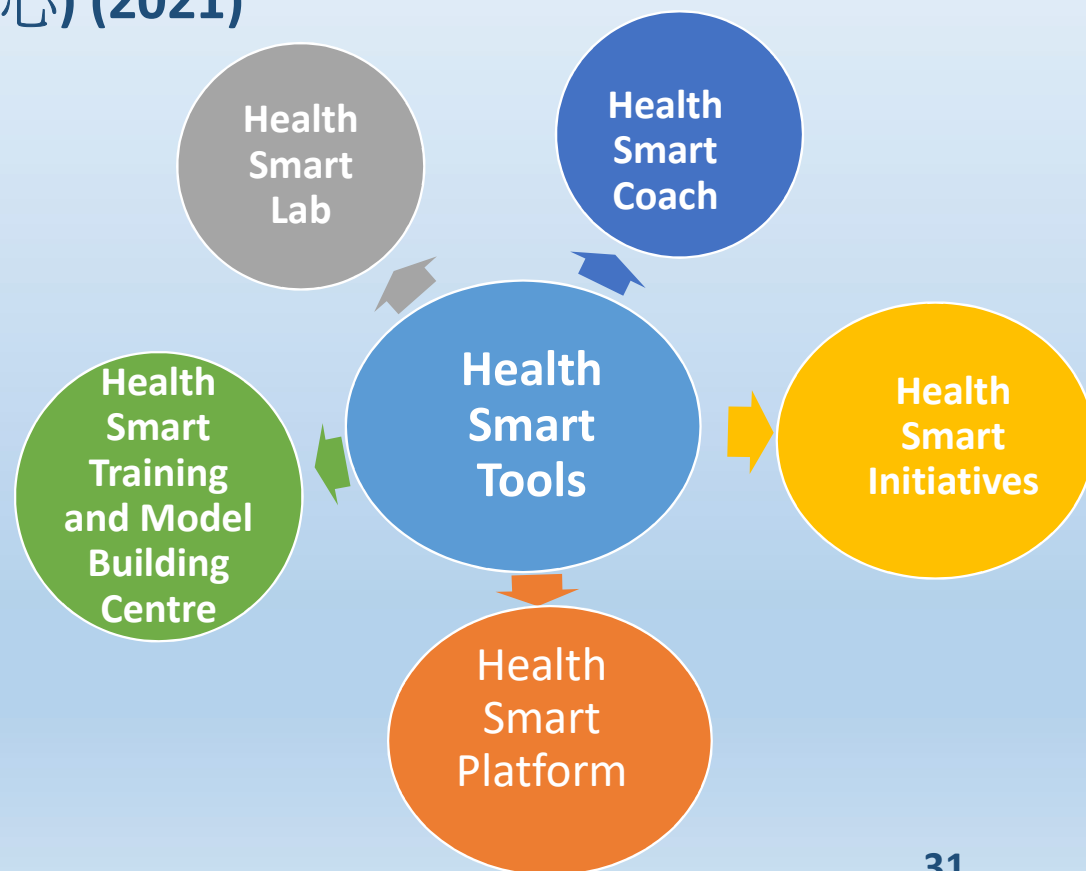 心) (2021)
Health
Smart
Lab
Health
Smart
Coach
Health
Smart
Tools
Health
Smart
Initiatives
Health
Smart
Training
and Model
Building
Centre
Health
Smart
Platform
31